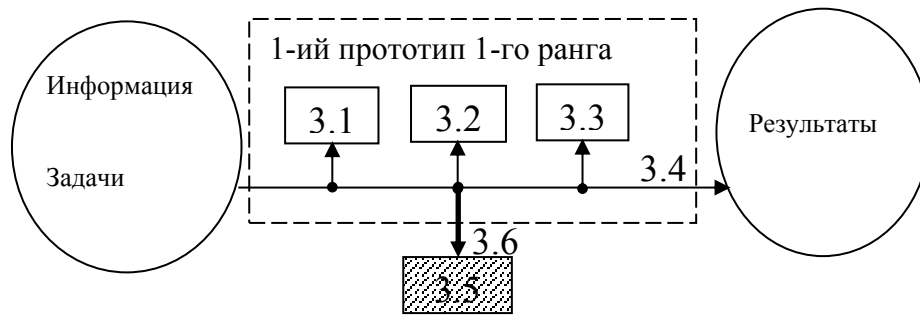 1-ий прототип 1-го ранга
Информация
Задачи
3.1
3.2
3.3
3.4
Результаты
3.6
3.5